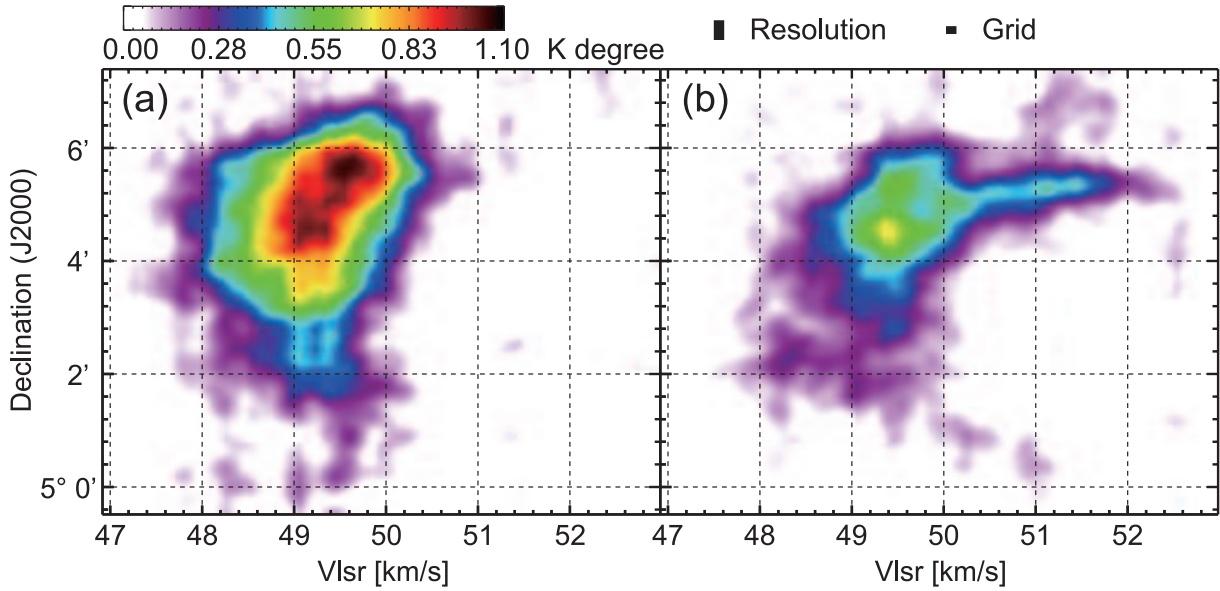 0.00 0.28 0.55 0.83 1.10 K degree
Resolution Grid
(a) (b)
Declination (J2000)
6’
4’
2’
5° 0’
47 48 49 50 51 52 47 48 49 50 51 52
Vlsr [km/s] Vlsr [km/s]